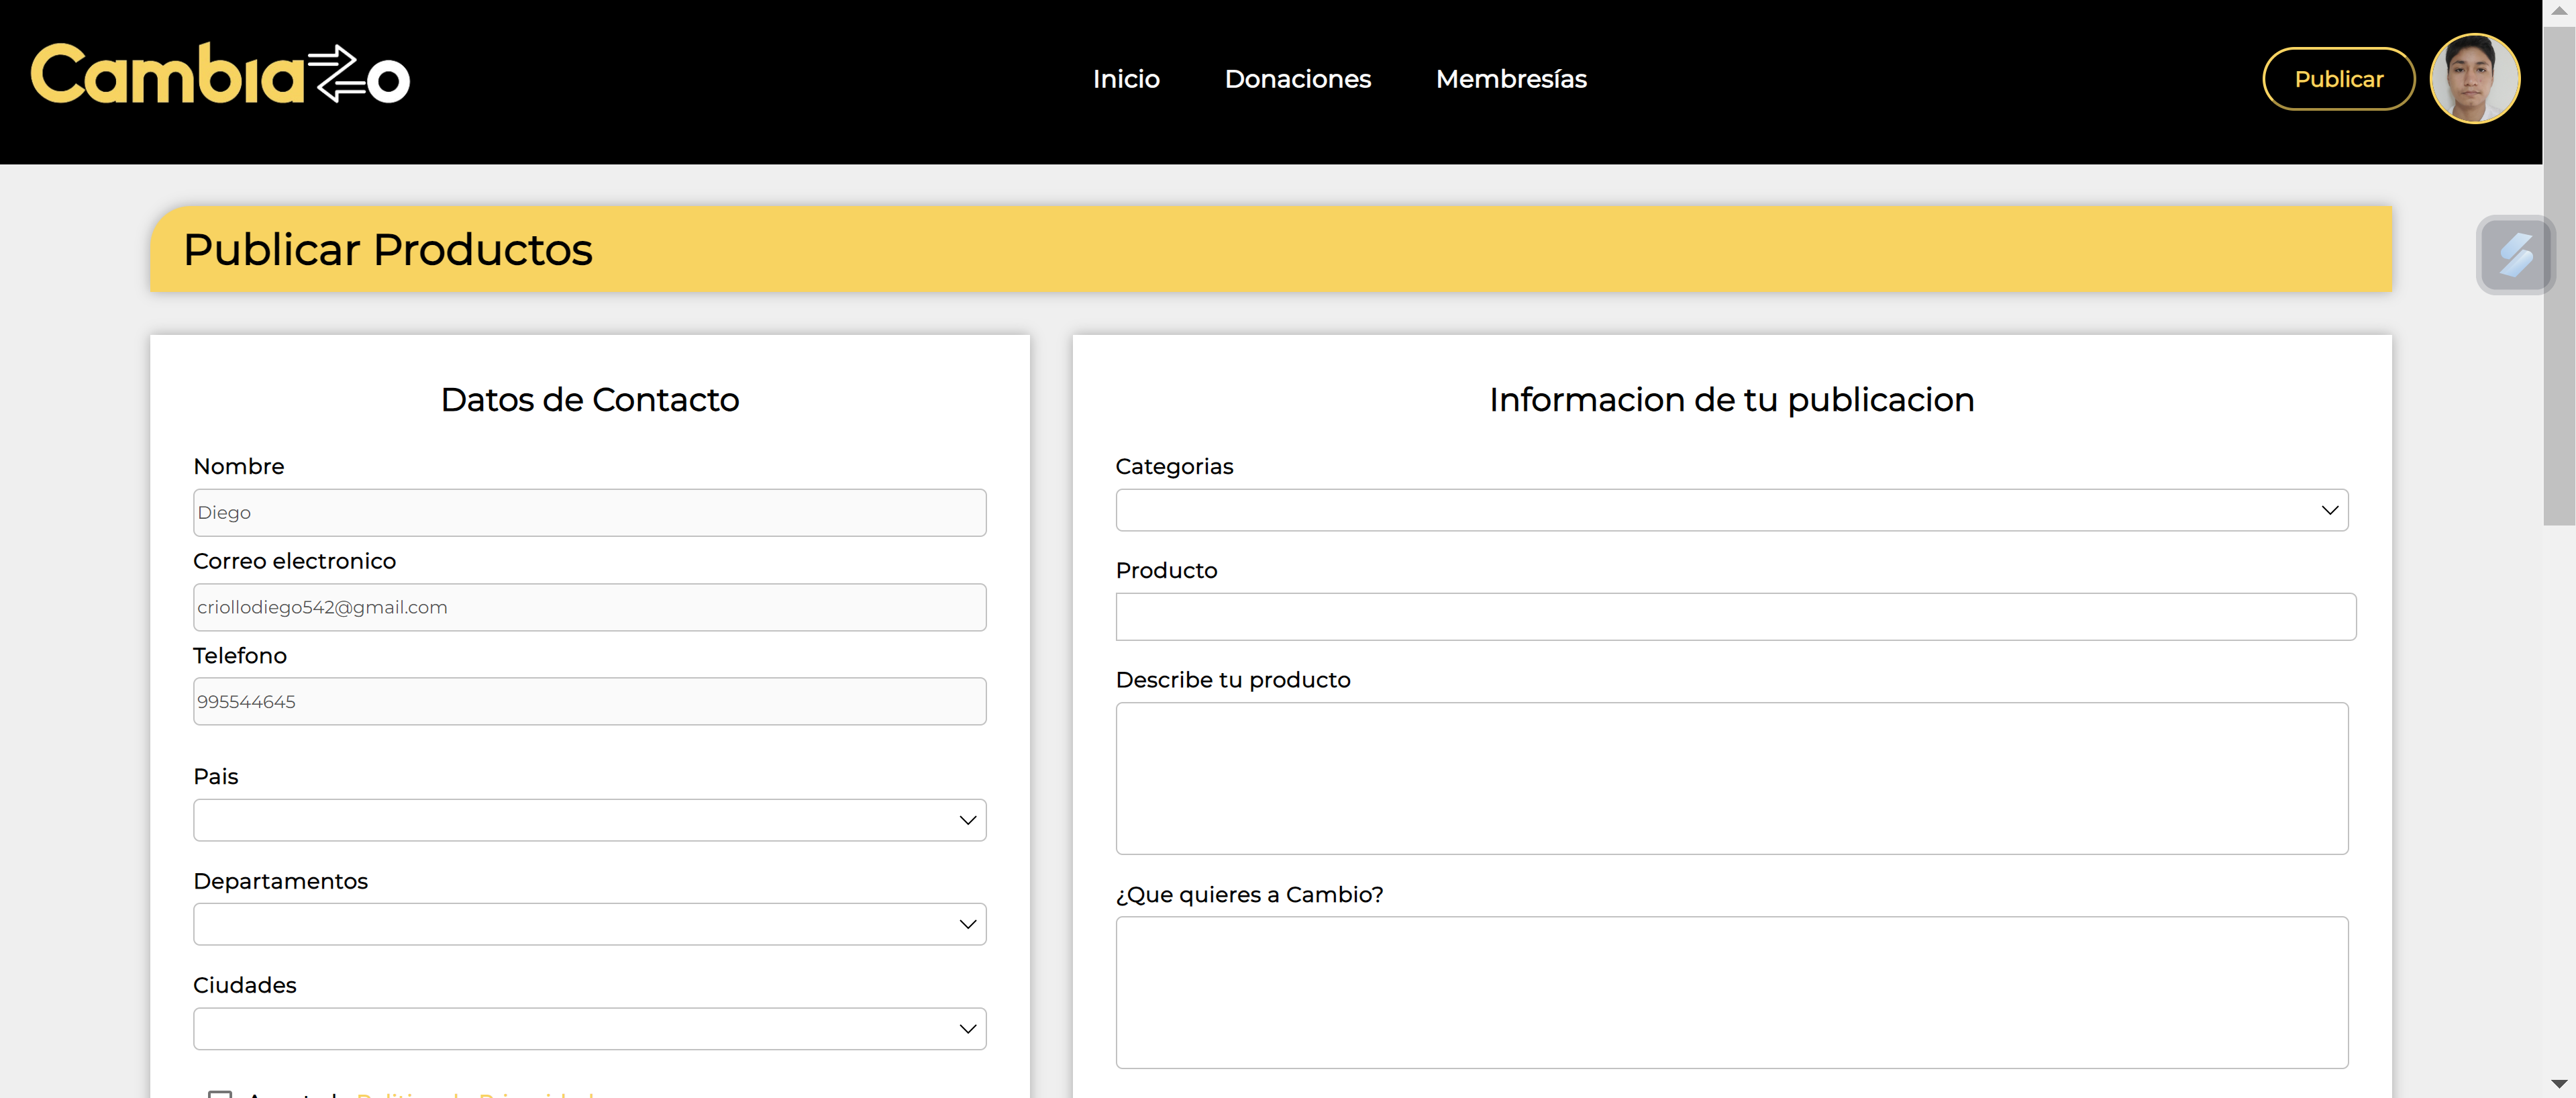 Cambiazo
Inicio Donaciones Membresías Publicar
Publicar Productos
Datos de Contacto
Nombre
Diego
Correo electronico
criollodiego542@gmail.com
Telefono
995544645
Pais
Departamentos
Ciudades
Informacion de tu publicacion
Categorias
Producto
Describe tu producto
¿Que quieres a Cambio?